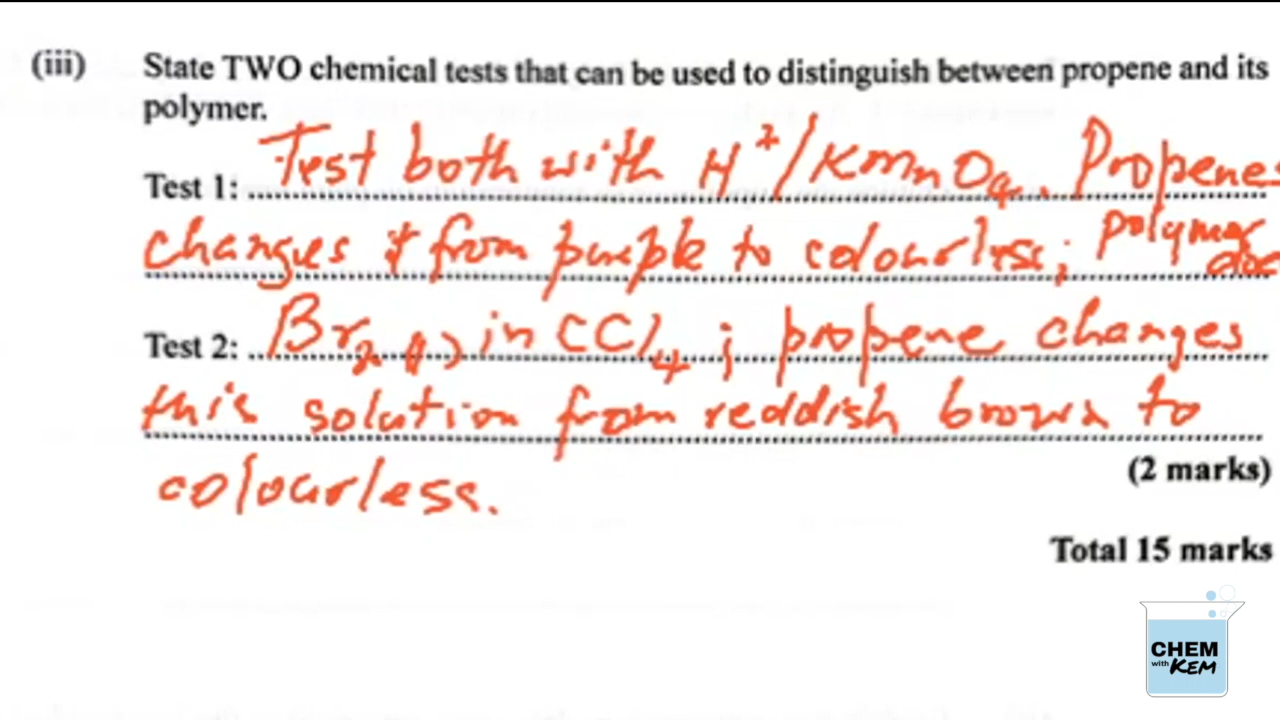 (iii) State TWO chemical tests that can be used to distinguish between propene and its
polymer.
Test 1: Test both with H⁺/KMnO₄. Propenes
changes it from purple to colourless; polymer
does
Test 2: Br₂(l) in CCl₄; propene changes
this solution from reddish brown to
colourless.
(2 marks)
Total 15 marks
CHEM
with KEM